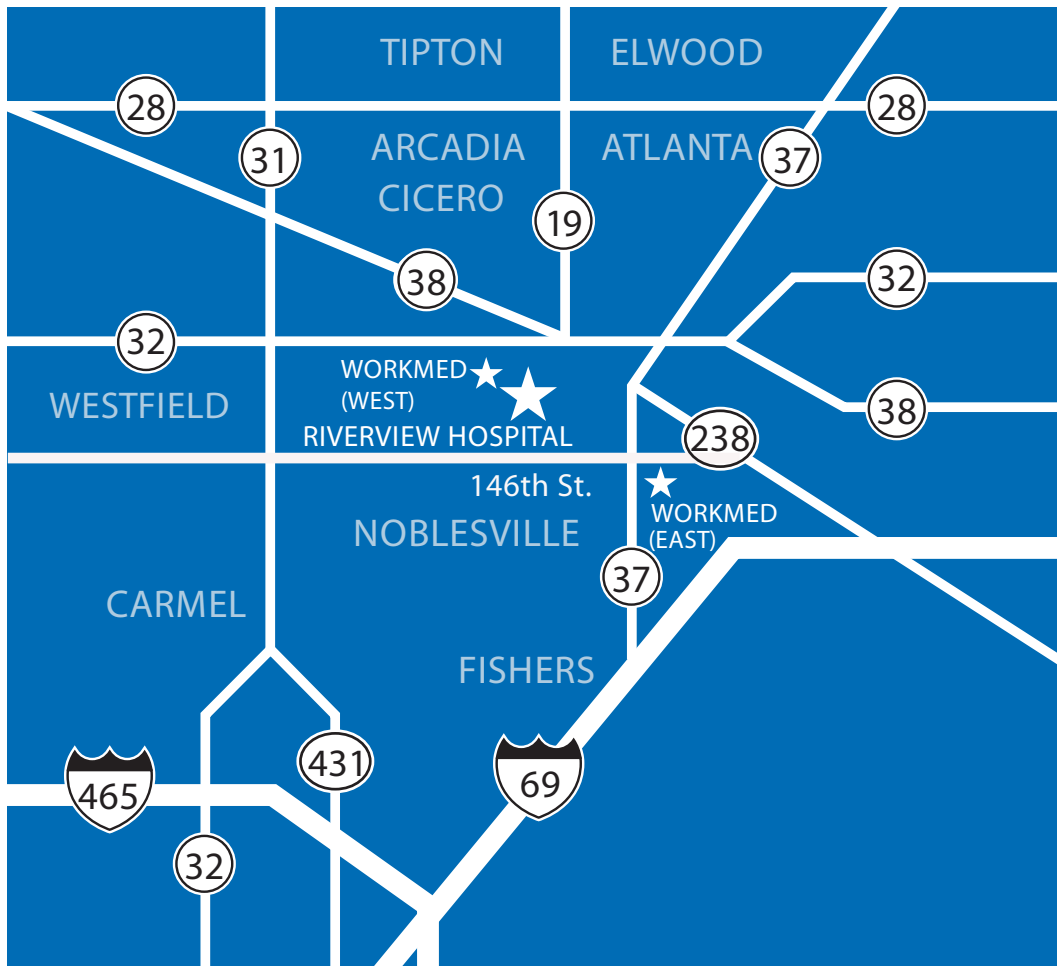 TIPTON
ELWOOD
28
28
31
ARCADIA
ATLANTA
37
CICERO
19
38
32
32
WORKMED
(WEST)
WESTFIELD
38
RIVERVIEW HOSPITAL
238
146th St.
WORKMED
(EAST)
NOBLESVILLE
37
CARMEL
FISHERS
431
465
69
32